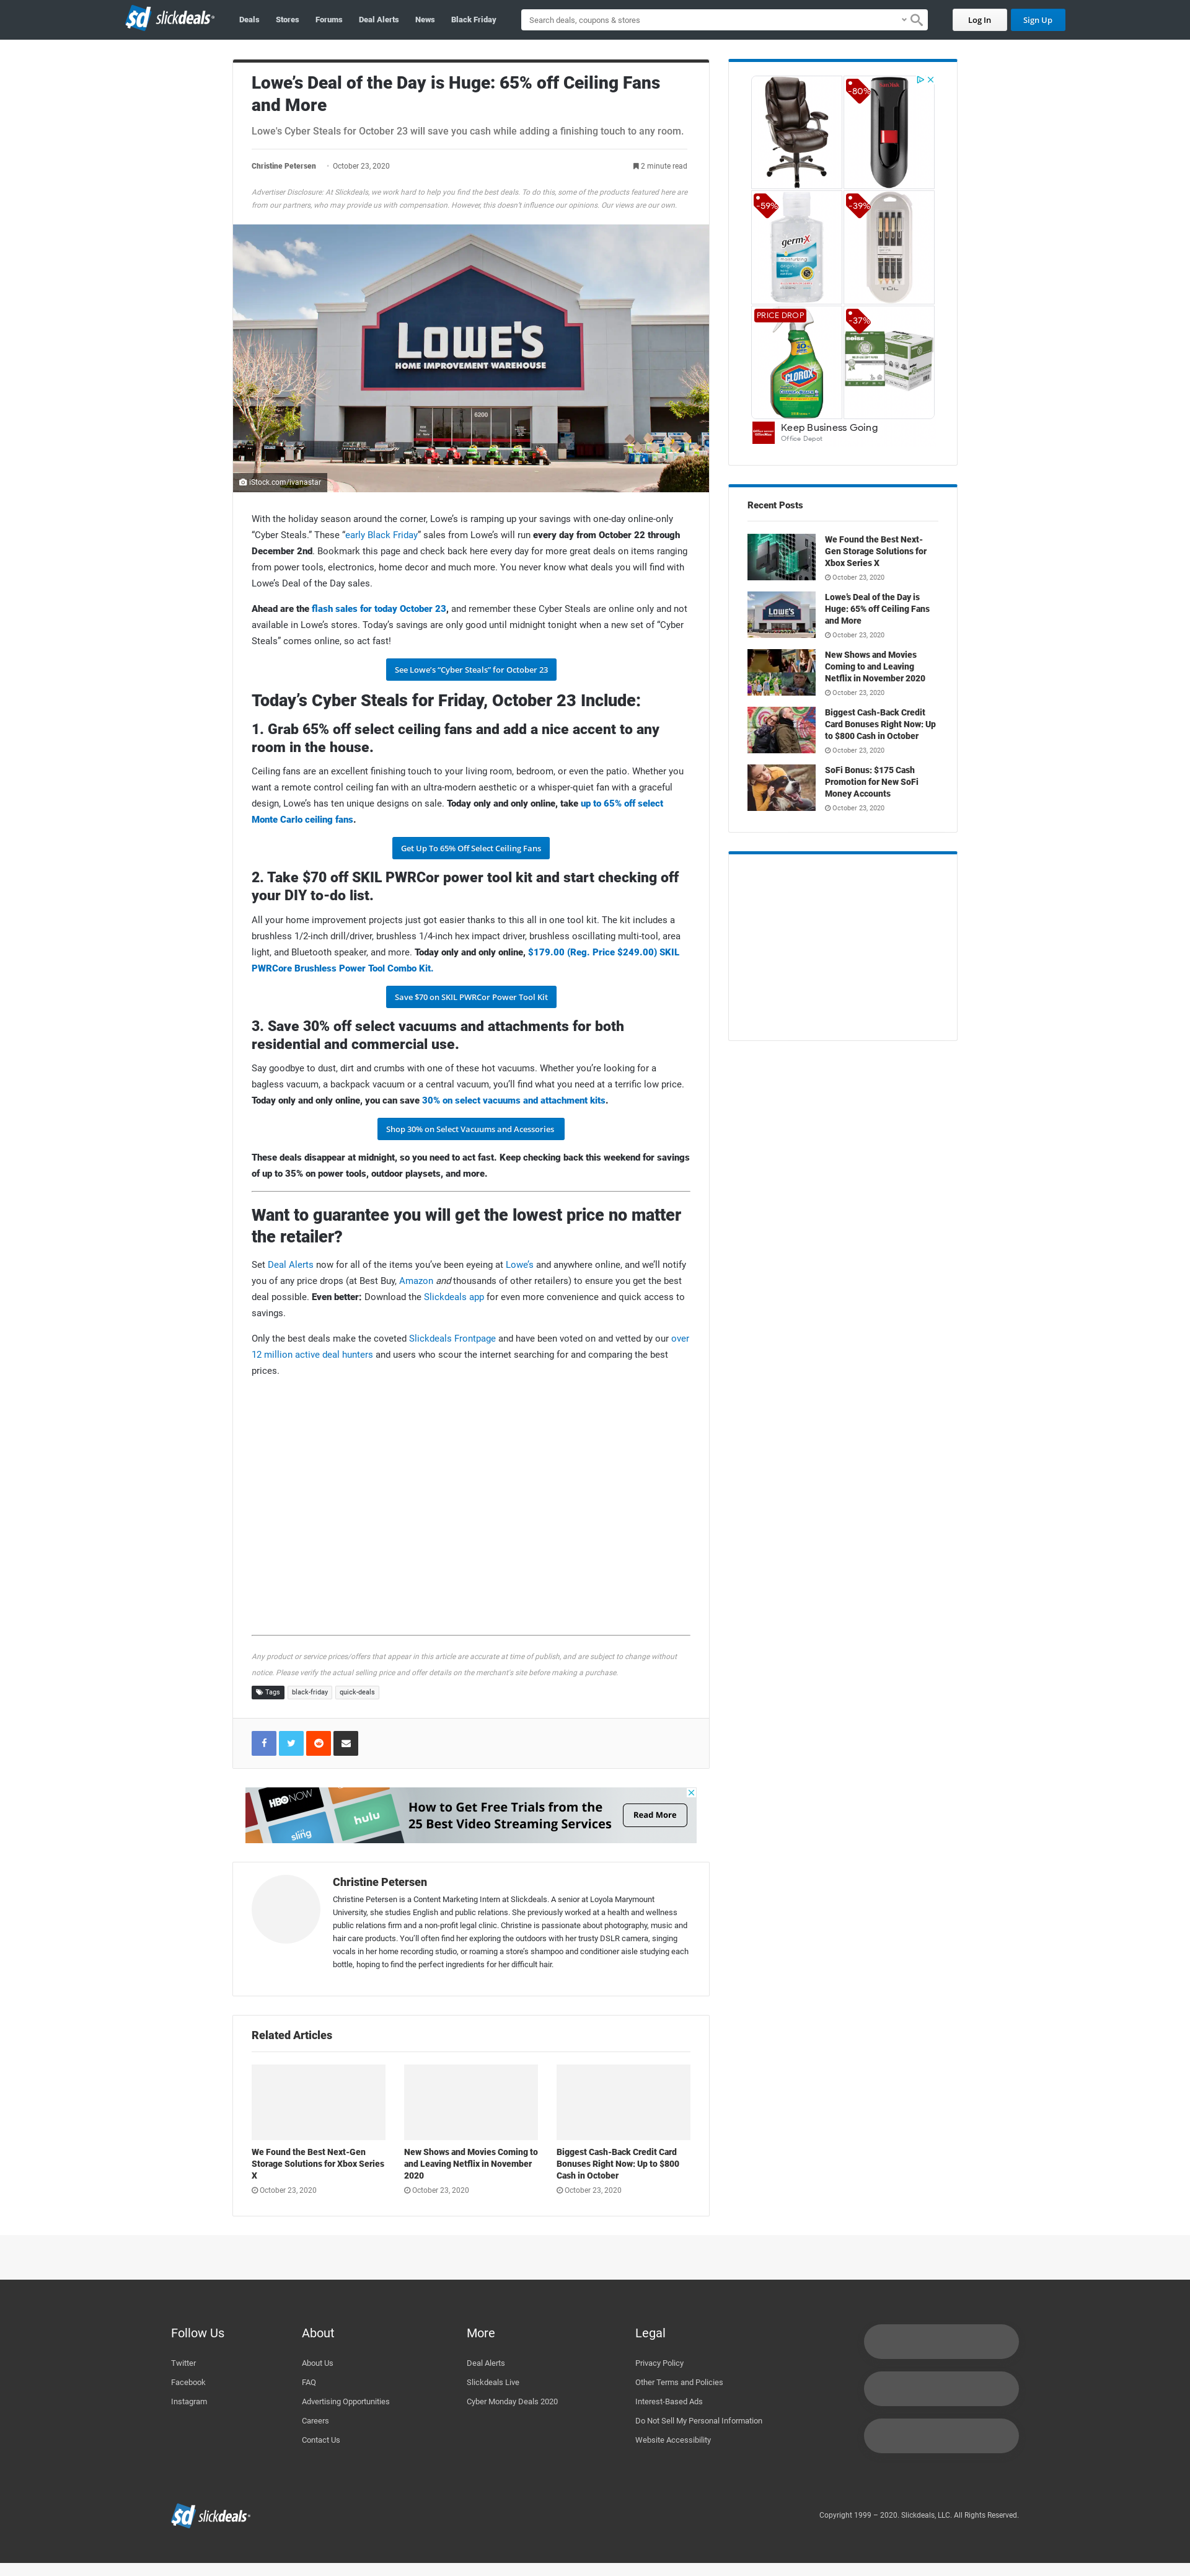 sd slickdeals
Deals
Stores
Forums
Deal Alerts
News
Black Friday
Search deals, coupons & stores
Log In
Sign Up
Lowe’s Deal of the Day is Huge: 65% off Ceiling Fans
and More
Lowe's Cyber Steals for October 23 will save you cash while adding a finishing touch to any room.
Christine Petersen · October 23, 2020
2 minute read
Advertiser Disclosure: At Slickdeals, we work hard to help you find the best deals. To do this, some of the products featured here are
from our partners, who may provide us with compensation. However, this doesn't influence our opinions. Our views are our own.
LOWE'S
HOME IMPROVEMENT WAREHOUSE
6200
iStock.com/ivanastar
With the holiday season around the corner, Lowe’s is ramping up your savings with one-day online-only
“Cyber Steals.” These “early Black Friday” sales from Lowe’s will run every day from October 22 through
December 2nd. Bookmark this page and check back here every day for more great deals on items ranging
from power tools, electronics, home decor and much more. You never know what deals you will find with
Lowe’s Deal of the Day sales.
Ahead are the flash sales for today October 23, and remember these Cyber Steals are online only and not
available in Lowe’s stores. Today’s savings are only good until midnight tonight when a new set of “Cyber
Steals” comes online, so act fast!
See Lowe’s “Cyber Steals” for October 23
Today’s Cyber Steals for Friday, October 23 Include:
1. Grab 65% off select ceiling fans and add a nice accent to any
room in the house.
Ceiling fans are an excellent finishing touch to your living room, bedroom, or even the patio. Whether you
want a remote control ceiling fan with an ultra-modern aesthetic or a whisper-quiet fan with a graceful
design, Lowe’s has ten unique designs on sale. Today only and only online, take up to 65% off select
Monte Carlo ceiling fans.
Get Up To 65% Off Select Ceiling Fans
2. Take $70 off SKIL PWRCor power tool kit and start checking off
your DIY to-do list.
All your home improvement projects just got easier thanks to this all in one tool kit. The kit includes a
brushless 1/2-inch drill/driver, brushless 1/4-inch hex impact driver, brushless oscillating multi-tool, area
light, and Bluetooth speaker, and more. Today only and only online, $179.00 (Reg. Price $249.00) SKIL
PWRCore Brushless Power Tool Combo Kit.
Save $70 on SKIL PWRCor Power Tool Kit
3. Save 30% off select vacuums and attachments for both
residential and commercial use.
Say goodbye to dust, dirt and crumbs with one of these hot vacuums. Whether you’re looking for a
bagless vacuum, a backpack vacuum or a central vacuum, you’ll find what you need at a terrific low price.
Today only and only online, you can save 30% on select vacuums and attachment kits.
Shop 30% on Select Vacuums and Acessories
These deals disappear at midnight, so you need to act fast. Keep checking back this weekend for savings
of up to 35% on power tools, outdoor playsets, and more.
Want to guarantee you will get the lowest price no matter
the retailer?
Set Deal Alerts now for all of the items you’ve been eyeing at Lowe’s and anywhere online, and we’ll notify
you of any price drops (at Best Buy, Amazon and thousands of other retailers) to ensure you get the best
deal possible. Even better: Download the Slickdeals app for even more convenience and quick access to
savings.
Only the best deals make the coveted Slickdeals Frontpage and have been voted on and vetted by our over
12 million active deal hunters and users who scour the internet searching for and comparing the best
prices.
Any product or service prices/offers that appear in this article are accurate at time of publish, and are subject to change without
notice. Please verify the actual selling price and offer details on the merchant's site before making a purchase.
Tags
black-friday
quick-deals
HBO NOW
sling
hulu
How to Get Free Trials from the
25 Best Video Streaming Services
Read More
Christine Petersen
Christine Petersen is a Content Marketing Intern at Slickdeals. A senior at Loyola Marymount
University, she studies English and public relations. She previously worked at a health and wellness
public relations firm and a non-profit legal clinic. Christine is passionate about photography, music and
hair care products. You’ll often find her exploring the outdoors with her trusty DSLR camera, singing
vocals in her home recording studio, or roaming a store’s shampoo and conditioner aisle studying each
bottle, hoping to find the perfect ingredients for her difficult hair.
Related Articles
We Found the Best Next-Gen
Storage Solutions for Xbox Series
X
October 23, 2020
New Shows and Movies Coming to
and Leaving Netflix in November
2020
October 23, 2020
Biggest Cash-Back Credit Card
Bonuses Right Now: Up to $800
Cash in October
October 23, 2020
-80%
-59%
germ-X
-39%
PRICE DROP
CLOROX
-37%
Keep Business Going
Office Depot
Recent Posts
We Found the Best Next-
Gen Storage Solutions for
Xbox Series X
October 23, 2020
Lowe’s Deal of the Day is
Huge: 65% off Ceiling Fans
and More
October 23, 2020
New Shows and Movies
Coming to and Leaving
Netflix in November 2020
October 23, 2020
Biggest Cash-Back Credit
Card Bonuses Right Now: Up
to $800 Cash in October
October 23, 2020
SoFi Bonus: $175 Cash
Promotion for New SoFi
Money Accounts
October 23, 2020
Follow Us
Twitter
Facebook
Instagram
About
About Us
FAQ
Advertising Opportunities
Careers
Contact Us
More
Deal Alerts
Slickdeals Live
Cyber Monday Deals 2020
Legal
Privacy Policy
Other Terms and Policies
Interest-Based Ads
Do Not Sell My Personal Information
Website Accessibility
sd slickdeals
Copyright 1999 – 2020. Slickdeals, LLC. All Rights Reserved.